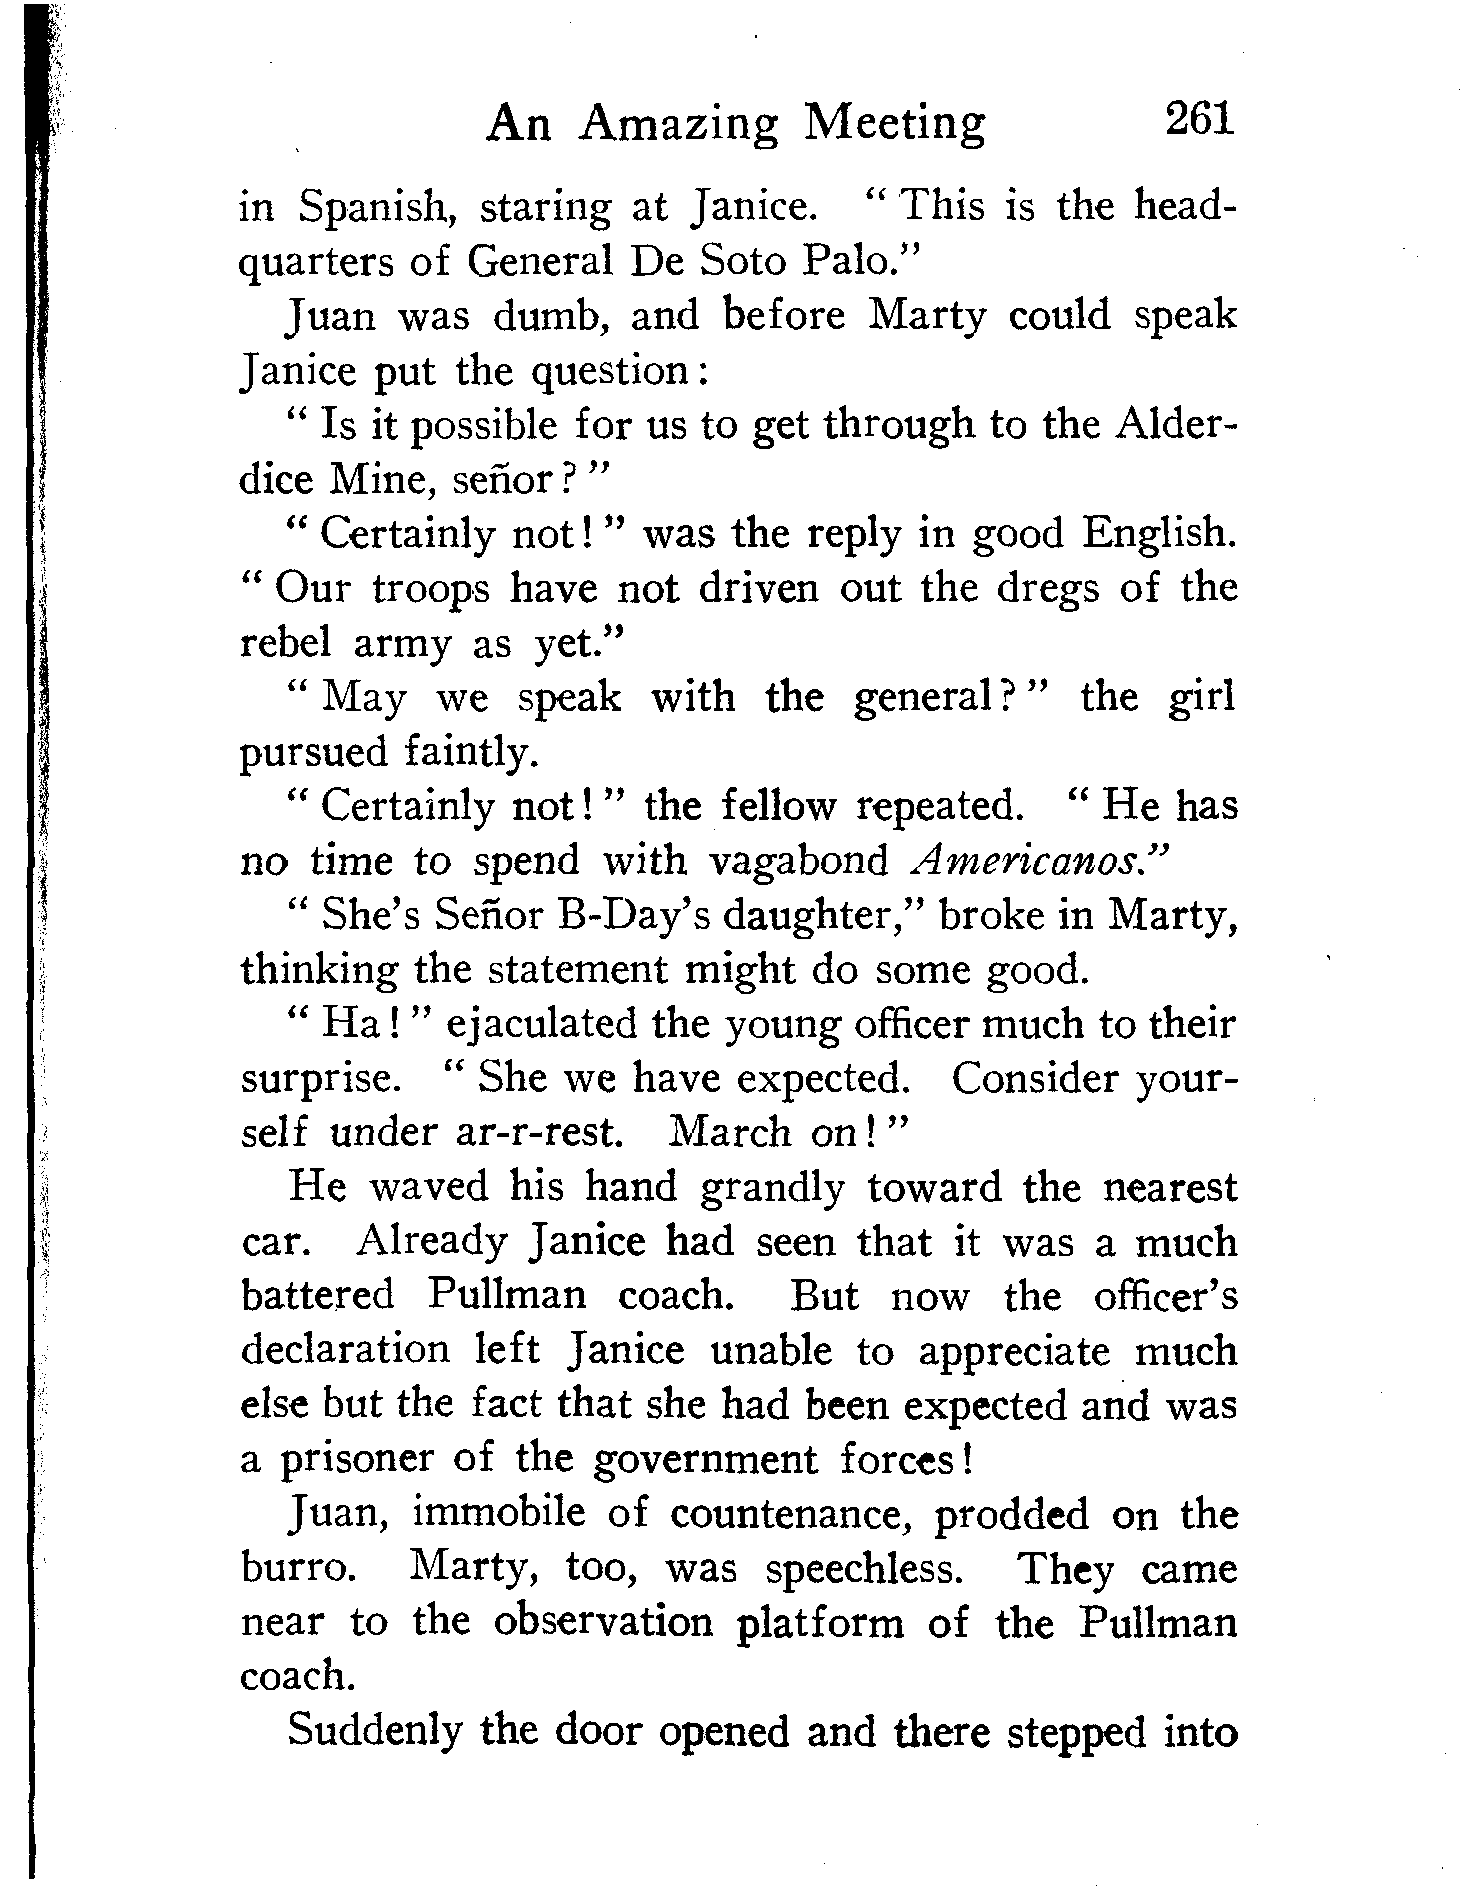 An Amazing Meeting 261
in Spanish, staring at Janice. “ This is the head-
quarters of General De Soto Palo.”
Juan was dumb, and before Marty could speak
Janice put the question :
“ Is it possible for us to get through to the Alder-
dice Mine, señor ? ”
“ Certainly not ! ” was the reply in good English.
“ Our troops have not driven out the dregs of the
rebel army as yet.”
“ May we speak with the general ? ” the girl
pursued faintly.
“ Certainly not ! ” the fellow repeated. “ He has
no time to spend with vagabond Americanos.”
“ She’s Señor B-Day’s daughter,” broke in Marty,
thinking the statement might do some good.
“ Ha ! ” ejaculated the young officer much to their
surprise. “ She we have expected. Consider your-
self under ar-r-rest. March on ! ”
He waved his hand grandly toward the nearest
car. Already Janice had seen that it was a much
battered Pullman coach. But now the officer’s
declaration left Janice unable to appreciate much
else but the fact that she had been expected and was
a prisoner of the government forces !
Juan, immobile of countenance, prodded on the
burro. Marty, too, was speechless. They came
near to the observation platform of the Pullman
coach.
Suddenly the door opened and there stepped into